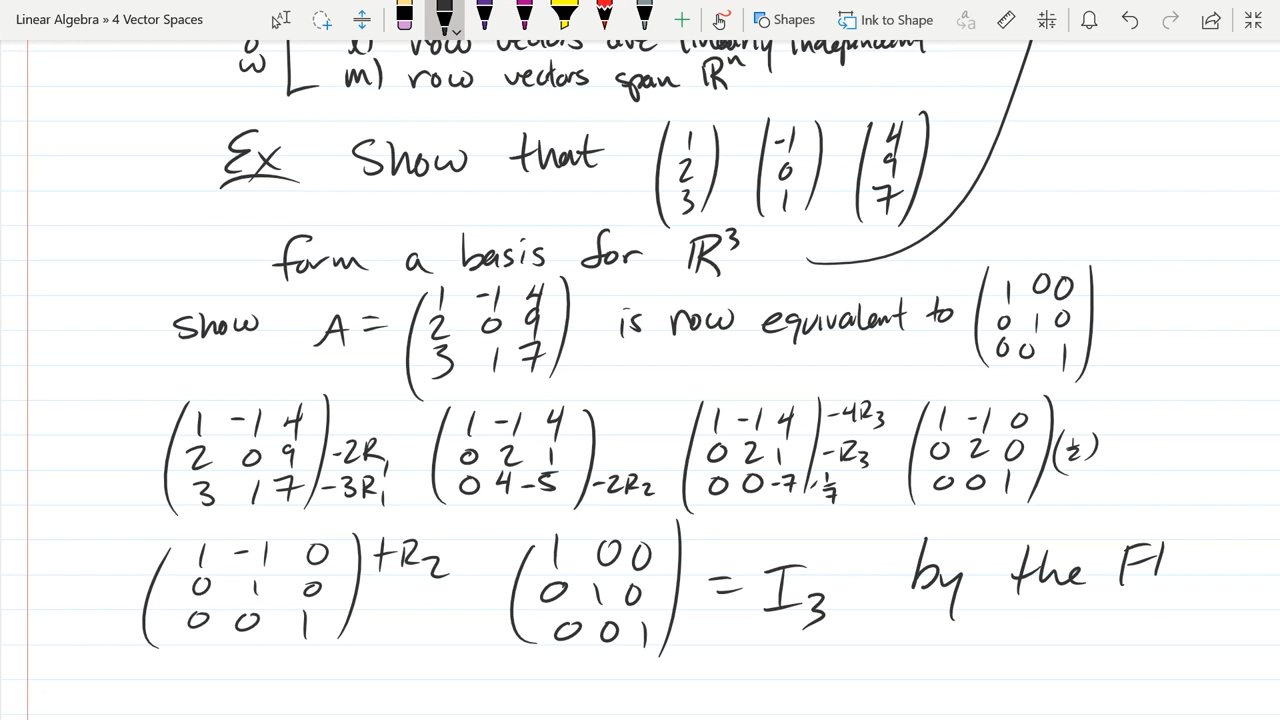 Linear Algebra » 4 Vector Spaces
Shapes
Ink to Shape
l) row vectors are linearly independent
m) row vectors span ℝⁿ
Ex Show that (1 2 3) (-1 0 1) (4 9 7)
form a basis for ℝ³
show A = (1 -1 4 / 2 0 9 / 3 1 7) is row equivalent to (1 0 0 / 0 1 0 / 0 0 1)
1 -1 4    1 -1 4    1 -1 4 -4R₃    1 -1 0
2 0 9 -2R₁    0 2 1    0 2 1 -R₃    0 2 0 (½)
3 1 7 -3R₁    0 4 -5 -2R₂    0 0 -7 · 1/7    0 0 1
1 -1 0 +R₂    1 0 0
0 1 0    0 1 0 = I₃ by the F
0 0 1    0 0 1